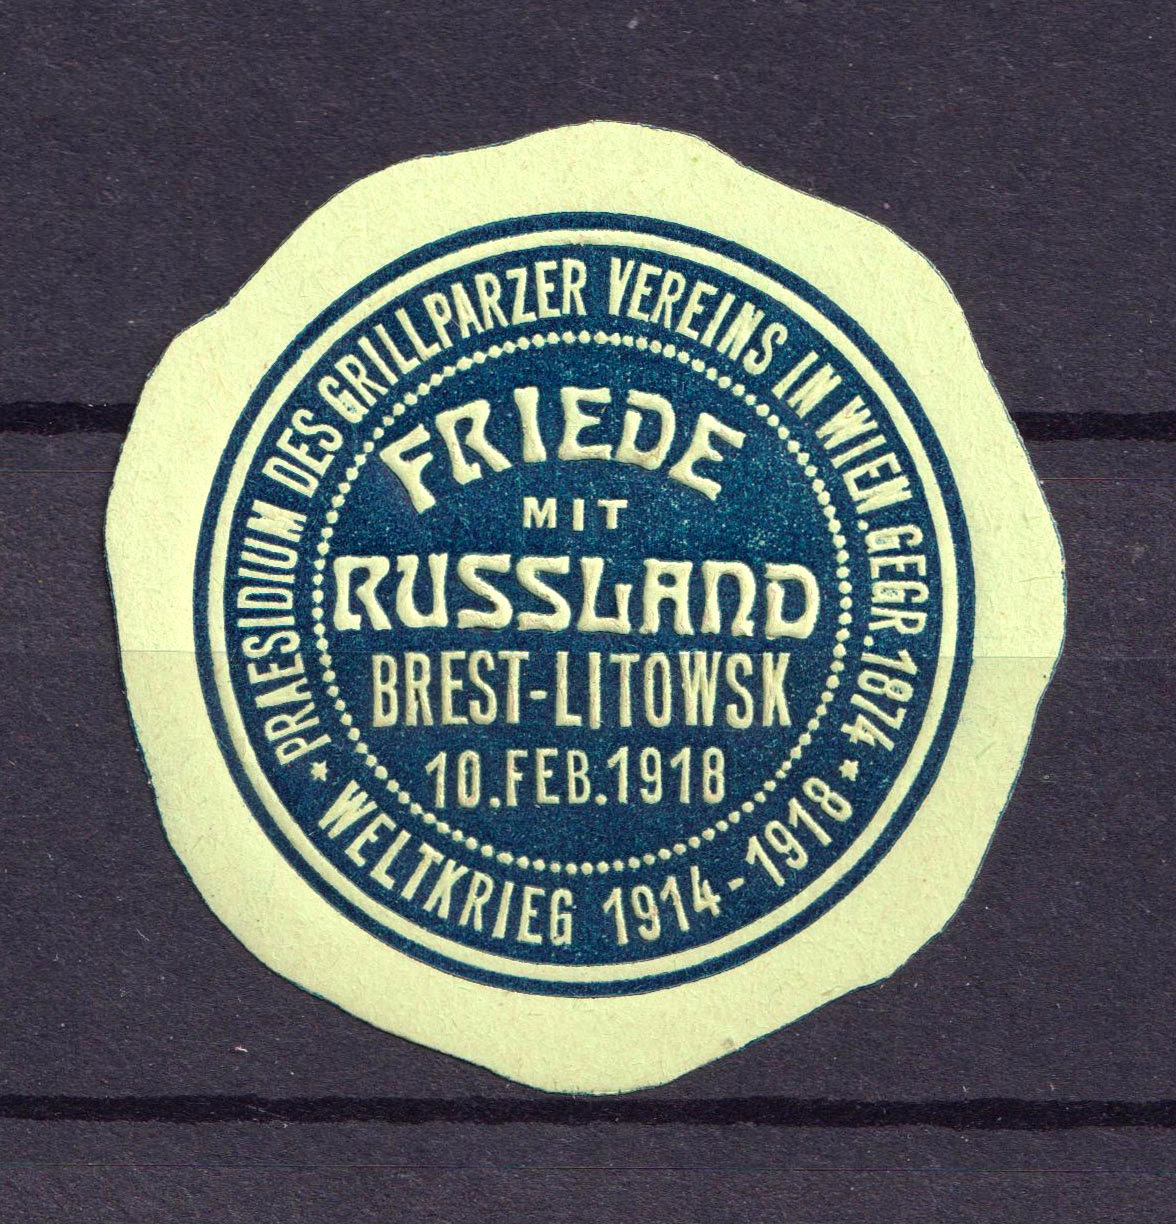 PRAESIDIUM DES GRILLPARZER VEREINS IN WIEN. GEGR. 1874
FRIEDE
MIT
RUSSLAND
BREST-LITOWSK
10. FEB. 1918
* WELTKRIEG 1914-1918 *